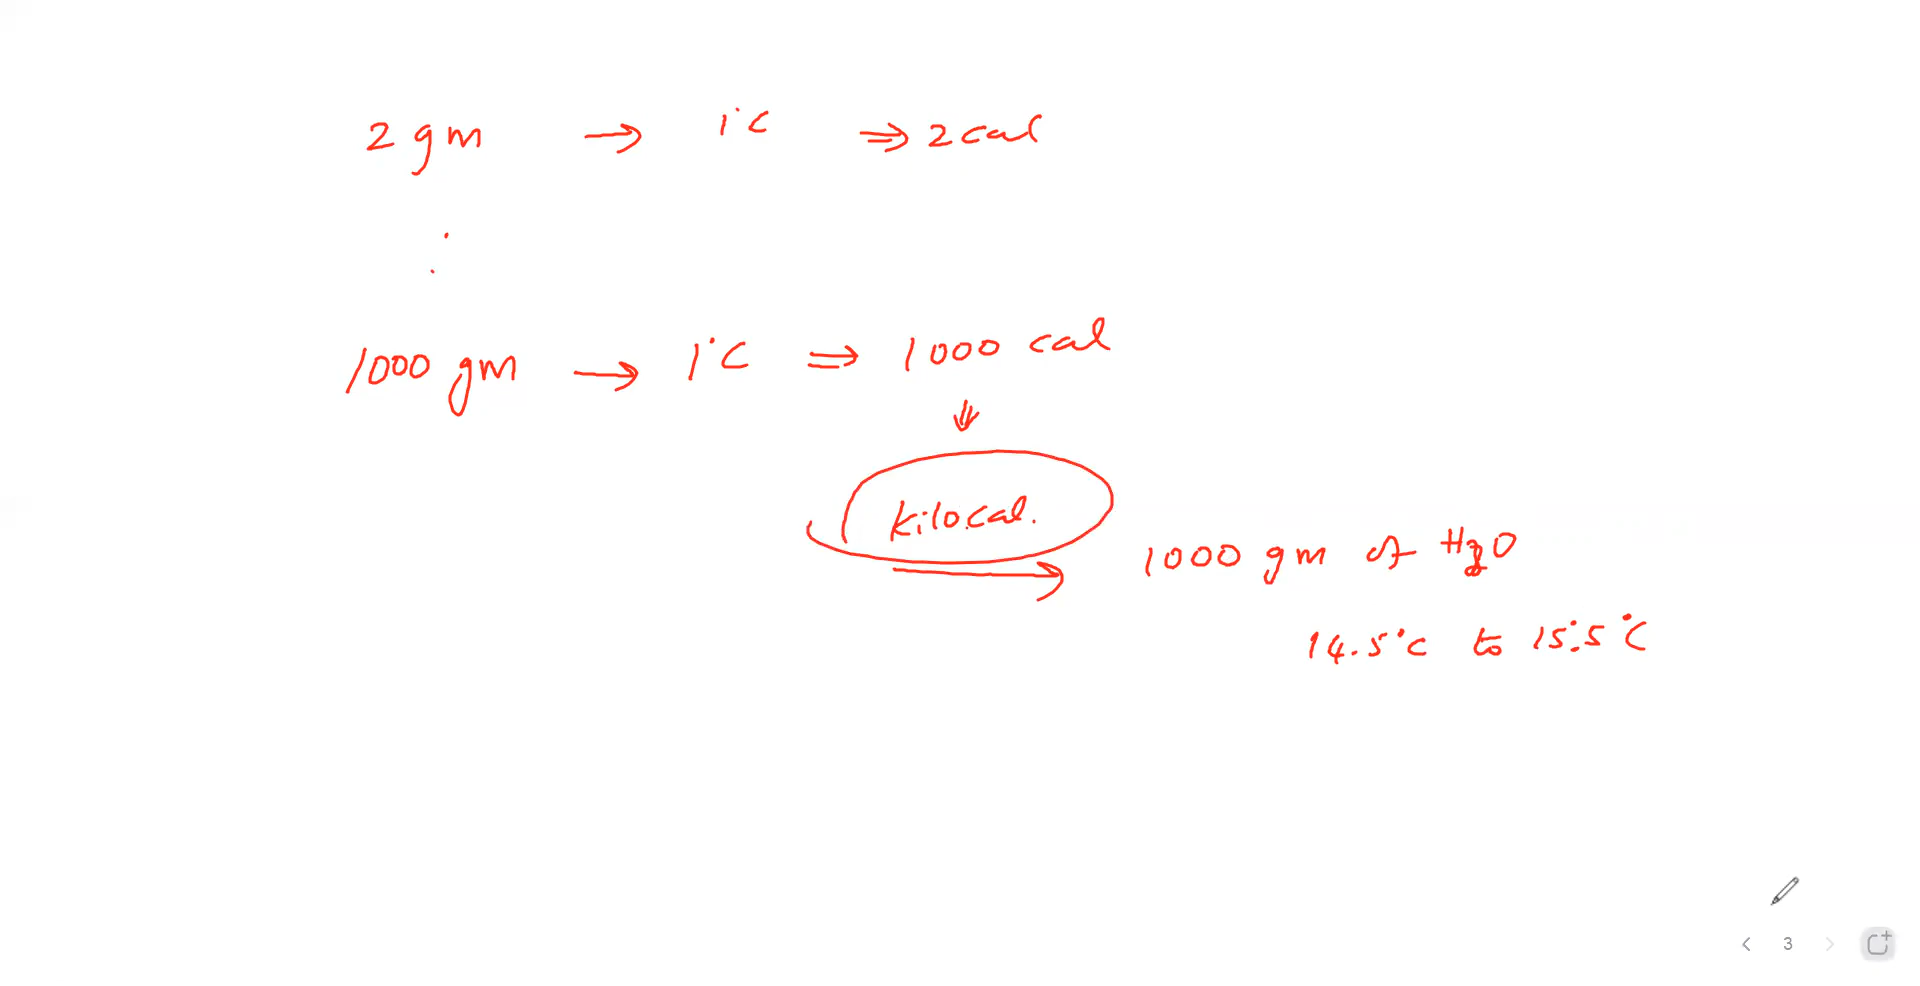 2 gm → 1°C ⇒ 2 cal
:
1000 gm → 1°C ⇒ 1000 cal
⇓
kilocal.
→ 1000 gm of H2O
14.5°C to 15.5°C
3